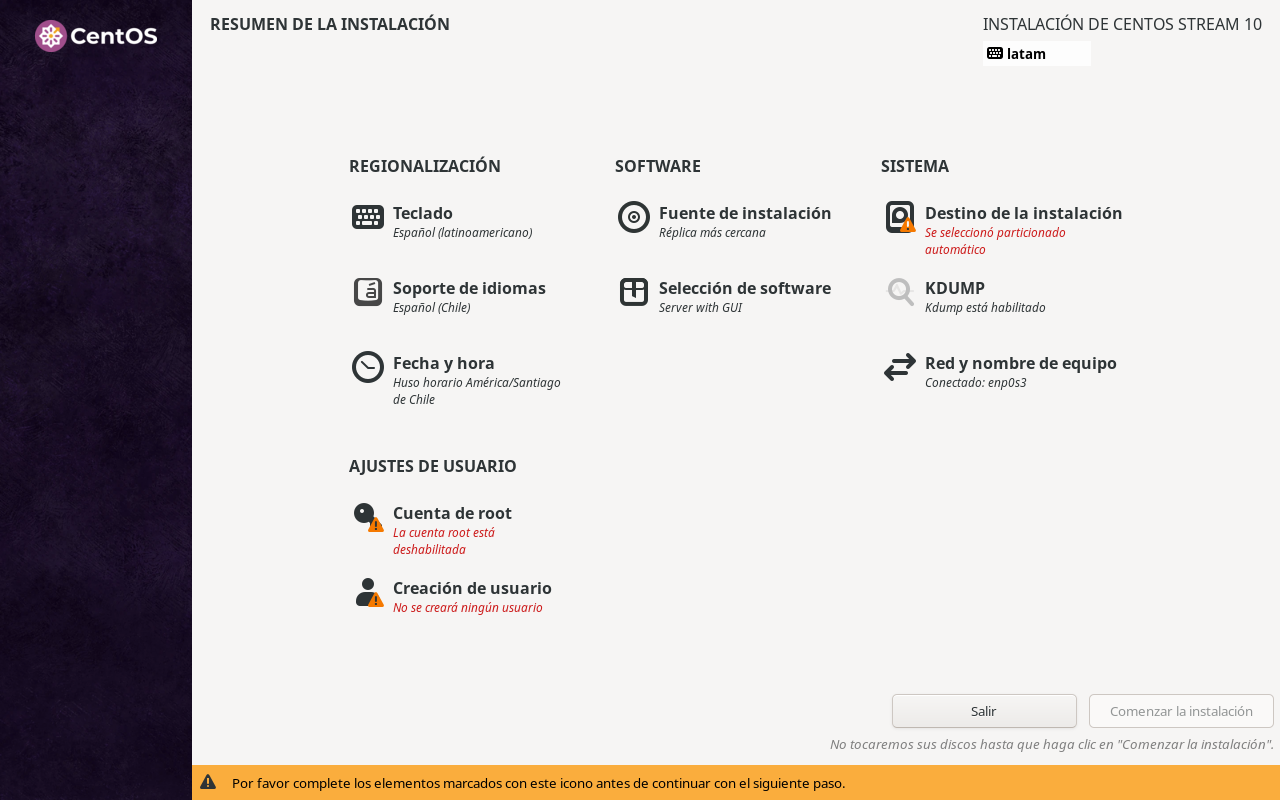 CentOS
RESUMEN DE LA INSTALACIÓN
INSTALACIÓN DE CENTOS STREAM 10
latam
REGIONALIZACIÓN
Teclado
Español (latinoamericano)
Soporte de idiomas
Español (Chile)
Fecha y hora
Huso horario América/Santiago
de Chile
SOFTWARE
Fuente de instalación
Réplica más cercana
Selección de software
Server with GUI
SISTEMA
Destino de la instalación
Se seleccionó particionado
automático
KDUMP
Kdump está habilitado
Red y nombre de equipo
Conectado: enp0s3
AJUSTES DE USUARIO
Cuenta de root
La cuenta root está
deshabilitada
Creación de usuario
No se creará ningún usuario
Salir
Comenzar la instalación
No tocaremos sus discos hasta que haga clic en "Comenzar la instalación".
Por favor complete los elementos marcados con este icono antes de continuar con el siguiente paso.